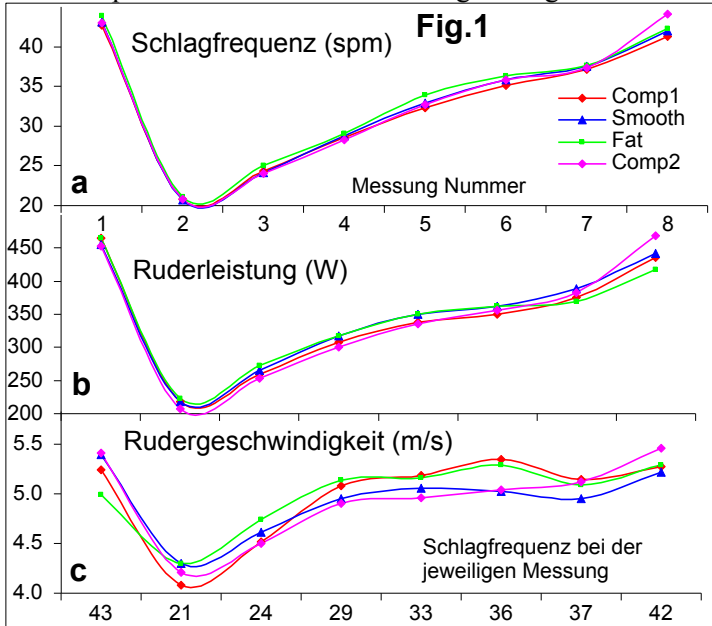 Fig.1
40
Schlagfrequenz (spm)
35
Comp1
30
Smooth
Fat
25
Comp2
a
Messung Nummer
20
1 2 3 4 5 6 7 8
450
Ruderleistung (W)
400
350
300
250
b
200
5.5
Rudergeschwindigkeit (m/s)
5.0
4.5
Schlagfrequenz bei der
jeweiligen Messung
c
4.0
43 21 24 29 33 36 37 42